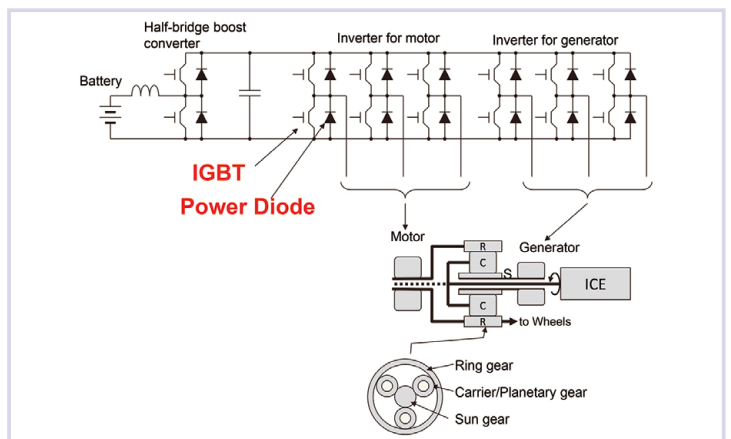 Half-bridge boost
converter
Inverter for motor
Inverter for generator
Battery
IGBT
Power Diode
Motor
Generator
R
C
S
ICE
C
R
to Wheels
Ring gear
Carrier/Planetary gear
Sun gear